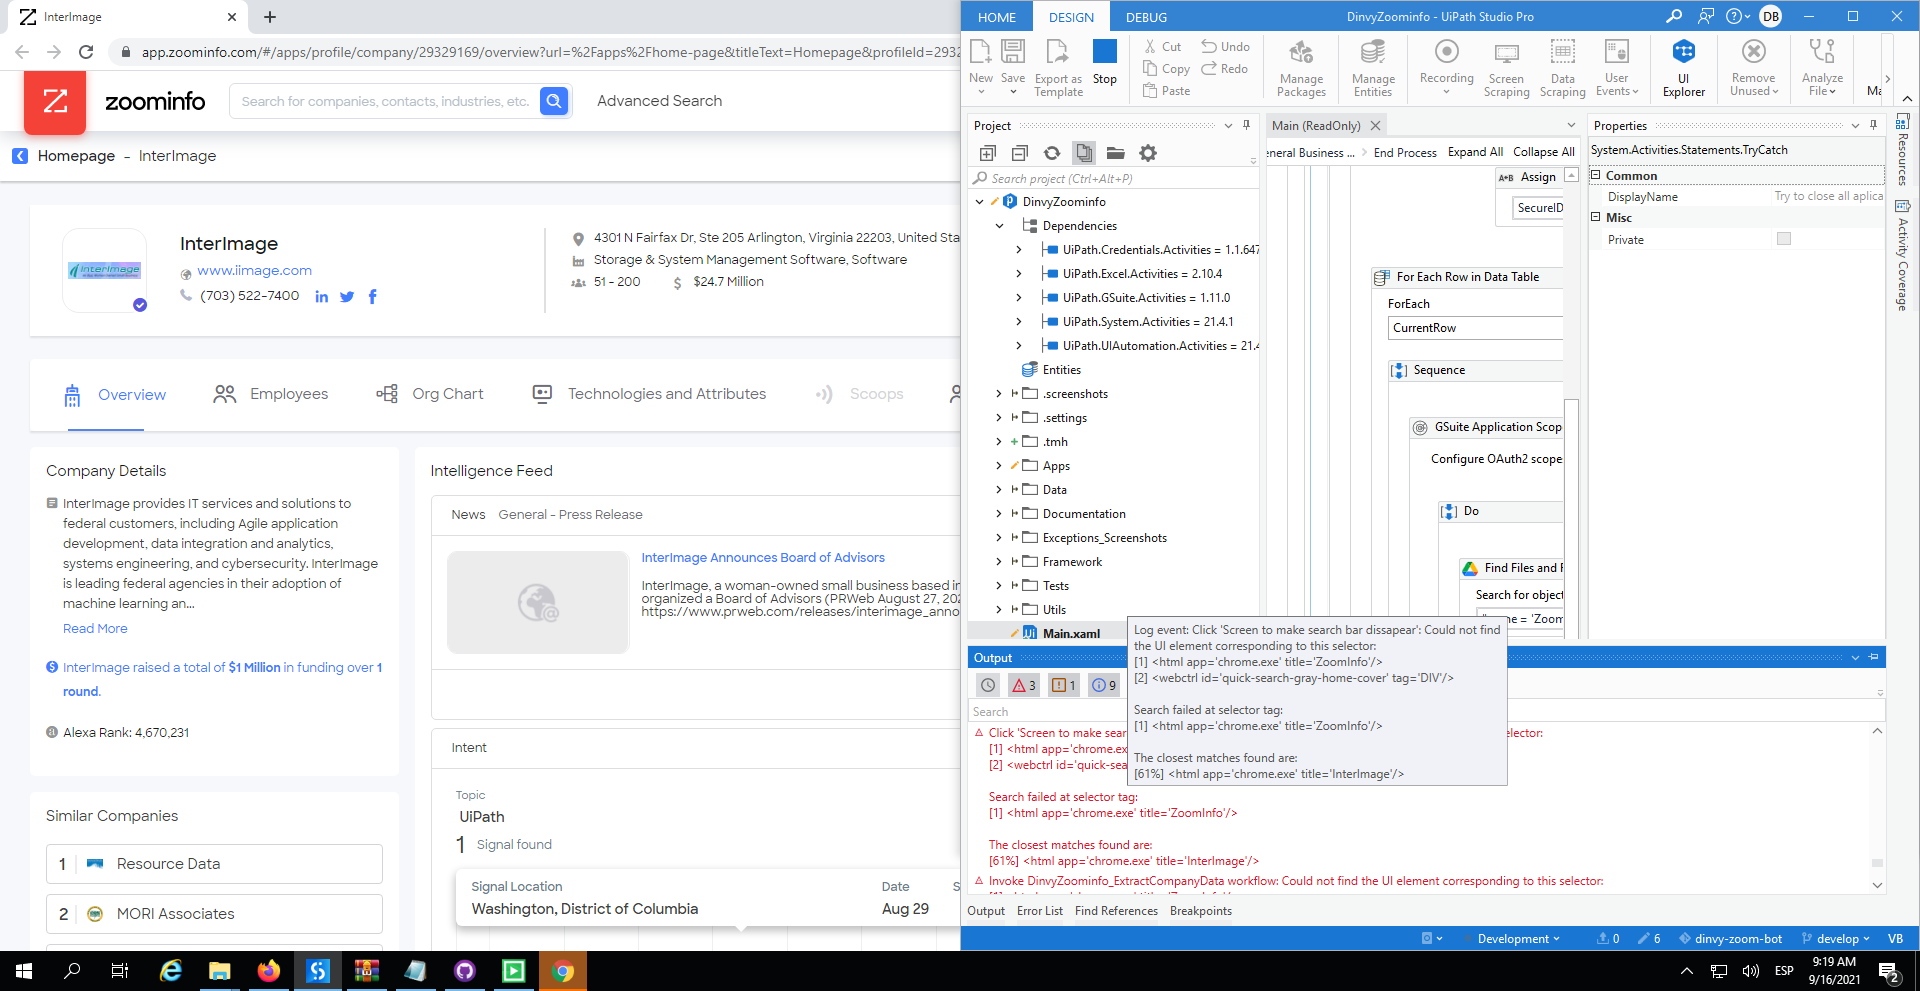 InterImage
app.zoominfo.com/#/apps/profile/company/29329169/overview?url=%2Fapps%2Fhome-page&titleText=Homepage&profileId=2932
zoominfo
Search for companies, contacts, industries, etc.
Advanced Search
Homepage - InterImage
InterImage
InterImage
www.iimage.com
(703) 522-7400
4301 N Fairfax Dr, Ste 205 Arlington, Virginia 22203, United Sta
Storage & System Management Software, Software
51 - 200
$24.7 Million
Overview
Employees
Org Chart
Technologies and Attributes
Scoops
Company Details
InterImage provides IT services and solutions to
federal customers, including Agile application
development, data integration and analytics,
systems engineering, and cybersecurity. InterImage
is leading federal agencies in their adoption of
machine learning an...
Read More
InterImage raised a total of $1 Million in funding over 1
round.
Alexa Rank: 4,670,231
Similar Companies
1 Resource Data
2 MORI Associates
Intelligence Feed
News General - Press Release
InterImage Announces Board of Advisors
InterImage, a woman-owned small business based in
organized a Board of Advisors (PRWeb August 27, 202
https://www.prweb.com/releases/interimage_anno
Intent
Topic
UiPath
1 Signal found
Signal Location
Date
S
Washington, District of Columbia
Aug 29
HOME
DESIGN
DEBUG
DinvyZoominfo - UiPath Studio Pro
DB
New
Save
Export as
Template
Stop
Cut
Copy
Paste
Undo
Redo
Manage
Packages
Manage
Entities
Recording
Screen
Scraping
Data
Scraping
User
Events
UI
Explorer
Remove
Unused
Analyze
File
Ma
Project
Search project (Ctrl+Alt+P)
DinvyZoominfo
Dependencies
UiPath.Credentials.Activities = 1.1.647
UiPath.Excel.Activities = 2.10.4
UiPath.GSuite.Activities = 1.11.0
UiPath.System.Activities = 21.4.1
UiPath.UIAutomation.Activities = 21.4
Entities
.screenshots
.settings
.tmh
Apps
Data
Documentation
Exceptions_Screenshots
Framework
Tests
Utils
Main.xaml
Main (ReadOnly)
eneral Business ... > End Process
Expand All
Collapse All
A*B Assign
SecureID
For Each Row in Data Table
ForEach
CurrentRow
Sequence
GSuite Application Scope
Configure OAuth2 scopes
Do
Find Files and F
Search for object
ne = 'Zoom
Properties
System.Activities.Statements.TryCatch
Common
DisplayName
Try to close all aplica
Misc
Private
Resources
Activity Coverage
Log event: Click 'Screen to make search bar dissapear': Could not find
the UI element corresponding to this selector:
[1] <html app='chrome.exe' title='ZoomInfo'/>
[2] <webctrl id='quick-search-gray-home-cover' tag='DIV'/>
Search failed at selector tag:
[1] <html app='chrome.exe' title='ZoomInfo'/>
The closest matches found are:
[61%] <html app='chrome.exe' title='InterImage'/>
Output
3
1
9
Search
Click 'Screen to make sear
elector:
[1] <html app='chrome.ex
[2] <webctrl id='quick-sea
Search failed at selector tag:
[1] <html app='chrome.exe' title='ZoomInfo'/>
The closest matches found are:
[61%] <html app='chrome.exe' title='InterImage'/>
Invoke DinvyZoominfo_ExtractCompanyData workflow: Could not find the UI element corresponding to this selector:
Output
Error List
Find References
Breakpoints
Development
0
6
dinvy-zoom-bot
develop
VB
ESP
9:19 AM
9/16/2021
2